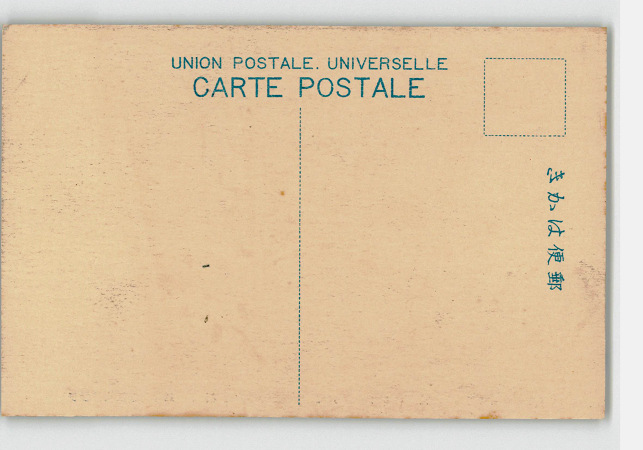 UNION POSTALE. UNIVERSELLE
CARTE POSTALE
きかは便郵